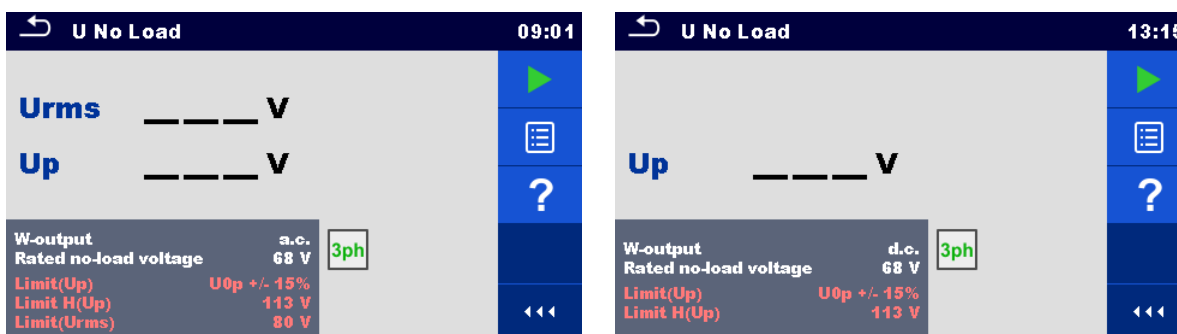 U No Load 09:01
Urms ___ V
Up ___ V
?
W-output a.c.
Rated no-load voltage 68 V
Limit(Up) U0p +/- 15%
Limit H(Up) 113 V
Limit(Urms) 80 V
3ph
U No Load 13:15
Up ___ V
?
W-output d.c.
Rated no-load voltage 68 V
Limit(Up) U0p +/- 15%
Limit H(Up) 113 V
3ph